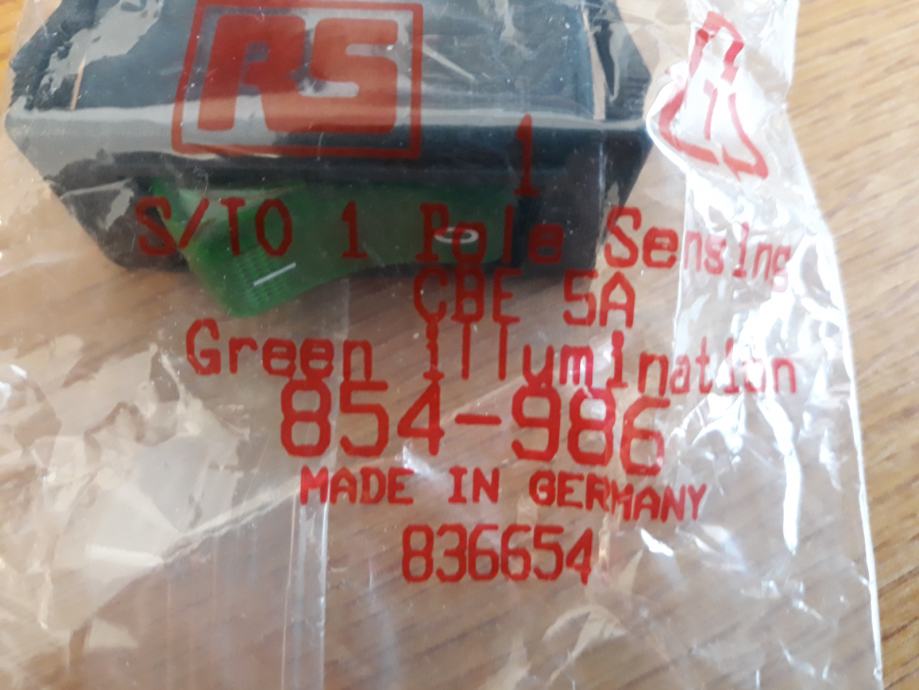 RS
1
S/TO 1 Pole Sensing
CBE 5A
Green Illumination
854-986
MADE IN GERMANY
836654